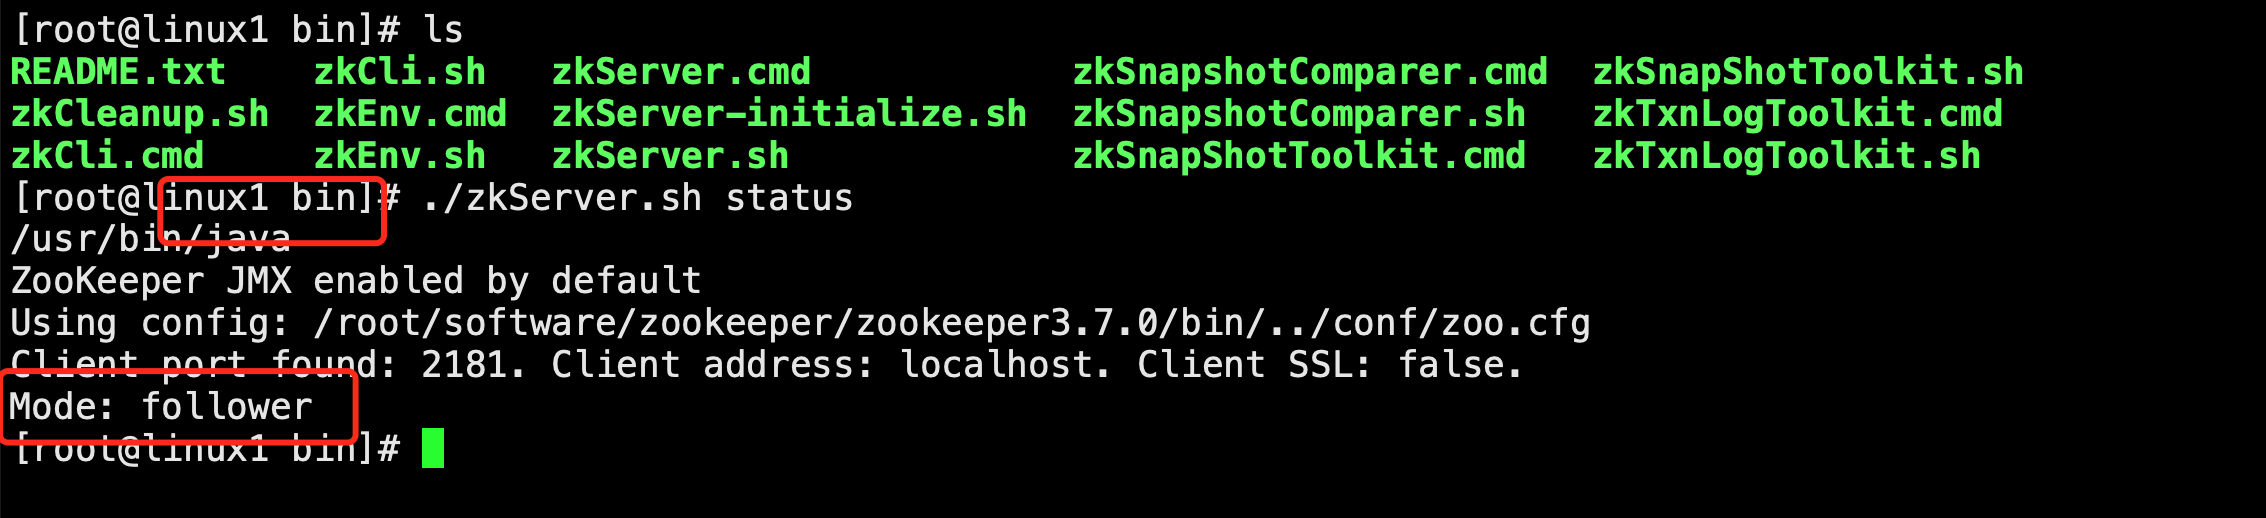 [root@linux1 bin]# ls
README.txt    zkCli.sh   zkServer.cmd            zkSnapshotComparer.cmd  zkSnapShotToolkit.sh
zkCleanup.sh  zkEnv.cmd  zkServer-initialize.sh  zkSnapshotComparer.sh   zkTxnLogToolkit.cmd
zkCli.cmd     zkEnv.sh   zkServer.sh             zkSnapShotToolkit.cmd   zkTxnLogToolkit.sh
[root@linux1 bin]# ./zkServer.sh status
/usr/bin/java
ZooKeeper JMX enabled by default
Using config: /root/software/zookeeper/zookeeper3.7.0/bin/../conf/zoo.cfg
Client port found: 2181. Client address: localhost. Client SSL: false.
Mode: follower
[root@linux1 bin]#